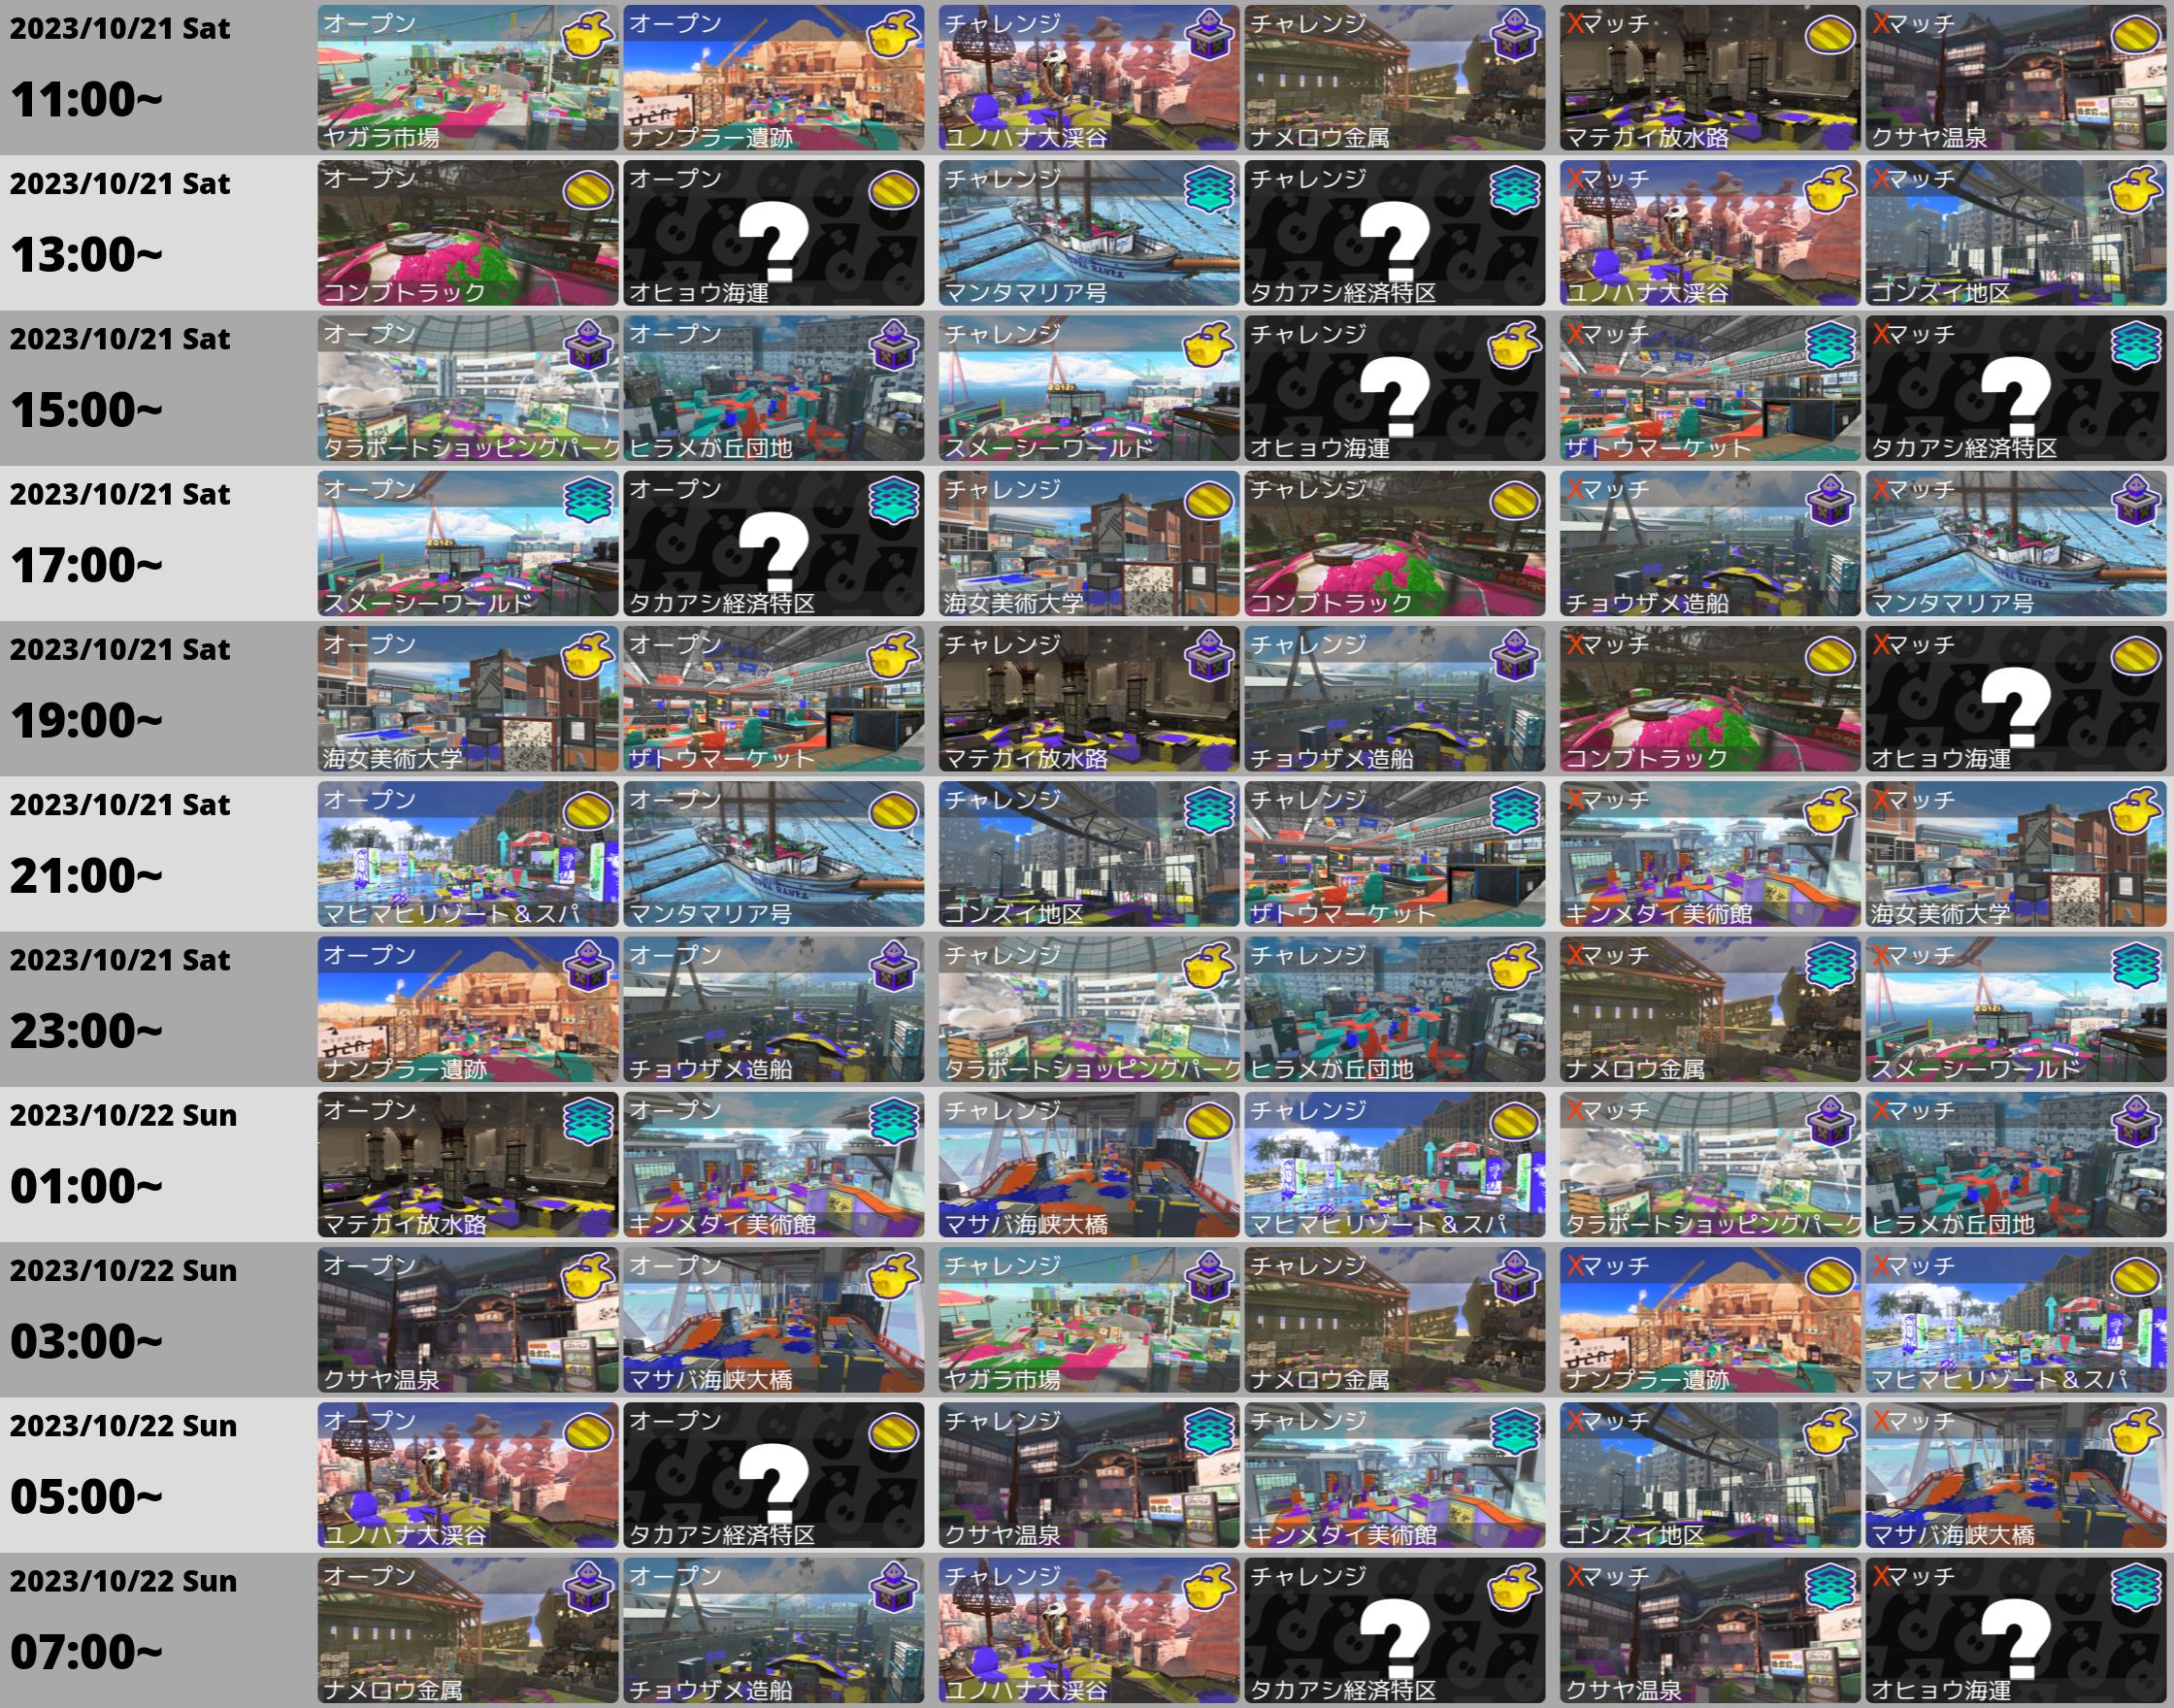 2023/10/21 Sat
11:00~
オープン
ヤガラ市場
オープン
ナンプラー遺跡
チャレンジ
ユノハナ大渓谷
チャレンジ
ナメロウ金属
Xマッチ
マテガイ放水路
Xマッチ
クサヤ温泉
2023/10/21 Sat
13:00~
オープン
コンブトラック
オープン
?
オヒョウ海運
チャレンジ
マンタマリア号
チャレンジ
?
タカアシ経済特区
Xマッチ
ユノハナ大渓谷
Xマッチ
ゴンズイ地区
2023/10/21 Sat
15:00~
オープン
タラポートショッピングパーク
オープン
ヒラメが丘団地
チャレンジ
スメーシーワールド
チャレンジ
?
オヒョウ海運
Xマッチ
ザトウマーケット
Xマッチ
?
タカアシ経済特区
2023/10/21 Sat
17:00~
オープン
スメーシーワールド
オープン
?
タカアシ経済特区
チャレンジ
海女美術大学
チャレンジ
コンブトラック
Xマッチ
チョウザメ造船
Xマッチ
マンタマリア号
2023/10/21 Sat
19:00~
オープン
海女美術大学
オープン
ザトウマーケット
チャレンジ
マテガイ放水路
チャレンジ
チョウザメ造船
Xマッチ
コンブトラック
Xマッチ
?
オヒョウ海運
2023/10/21 Sat
21:00~
オープン
マヒマヒリゾート＆スパ
オープン
マンタマリア号
チャレンジ
ゴンズイ地区
チャレンジ
ザトウマーケット
Xマッチ
キンメダイ美術館
Xマッチ
海女美術大学
2023/10/21 Sat
23:00~
オープン
ナンプラー遺跡
オープン
チョウザメ造船
チャレンジ
タラポートショッピングパーク
チャレンジ
ヒラメが丘団地
Xマッチ
ナメロウ金属
Xマッチ
スメーシーワールド
2023/10/22 Sun
01:00~
オープン
マテガイ放水路
オープン
キンメダイ美術館
チャレンジ
マサバ海峡大橋
チャレンジ
マヒマヒリゾート＆スパ
Xマッチ
タラポートショッピングパーク
Xマッチ
ヒラメが丘団地
2023/10/22 Sun
03:00~
オープン
クサヤ温泉
オープン
マサバ海峡大橋
チャレンジ
ヤガラ市場
チャレンジ
ナメロウ金属
Xマッチ
ナンプラー遺跡
Xマッチ
マヒマヒリゾート＆スパ
2023/10/22 Sun
05:00~
オープン
ユノハナ大渓谷
オープン
?
タカアシ経済特区
チャレンジ
クサヤ温泉
チャレンジ
キンメダイ美術館
Xマッチ
ゴンズイ地区
Xマッチ
マサバ海峡大橋
2023/10/22 Sun
07:00~
オープン
ナメロウ金属
オープン
チョウザメ造船
チャレンジ
ユノハナ大渓谷
チャレンジ
?
タカアシ経済特区
Xマッチ
クサヤ温泉
Xマッチ
?
オヒョウ海運